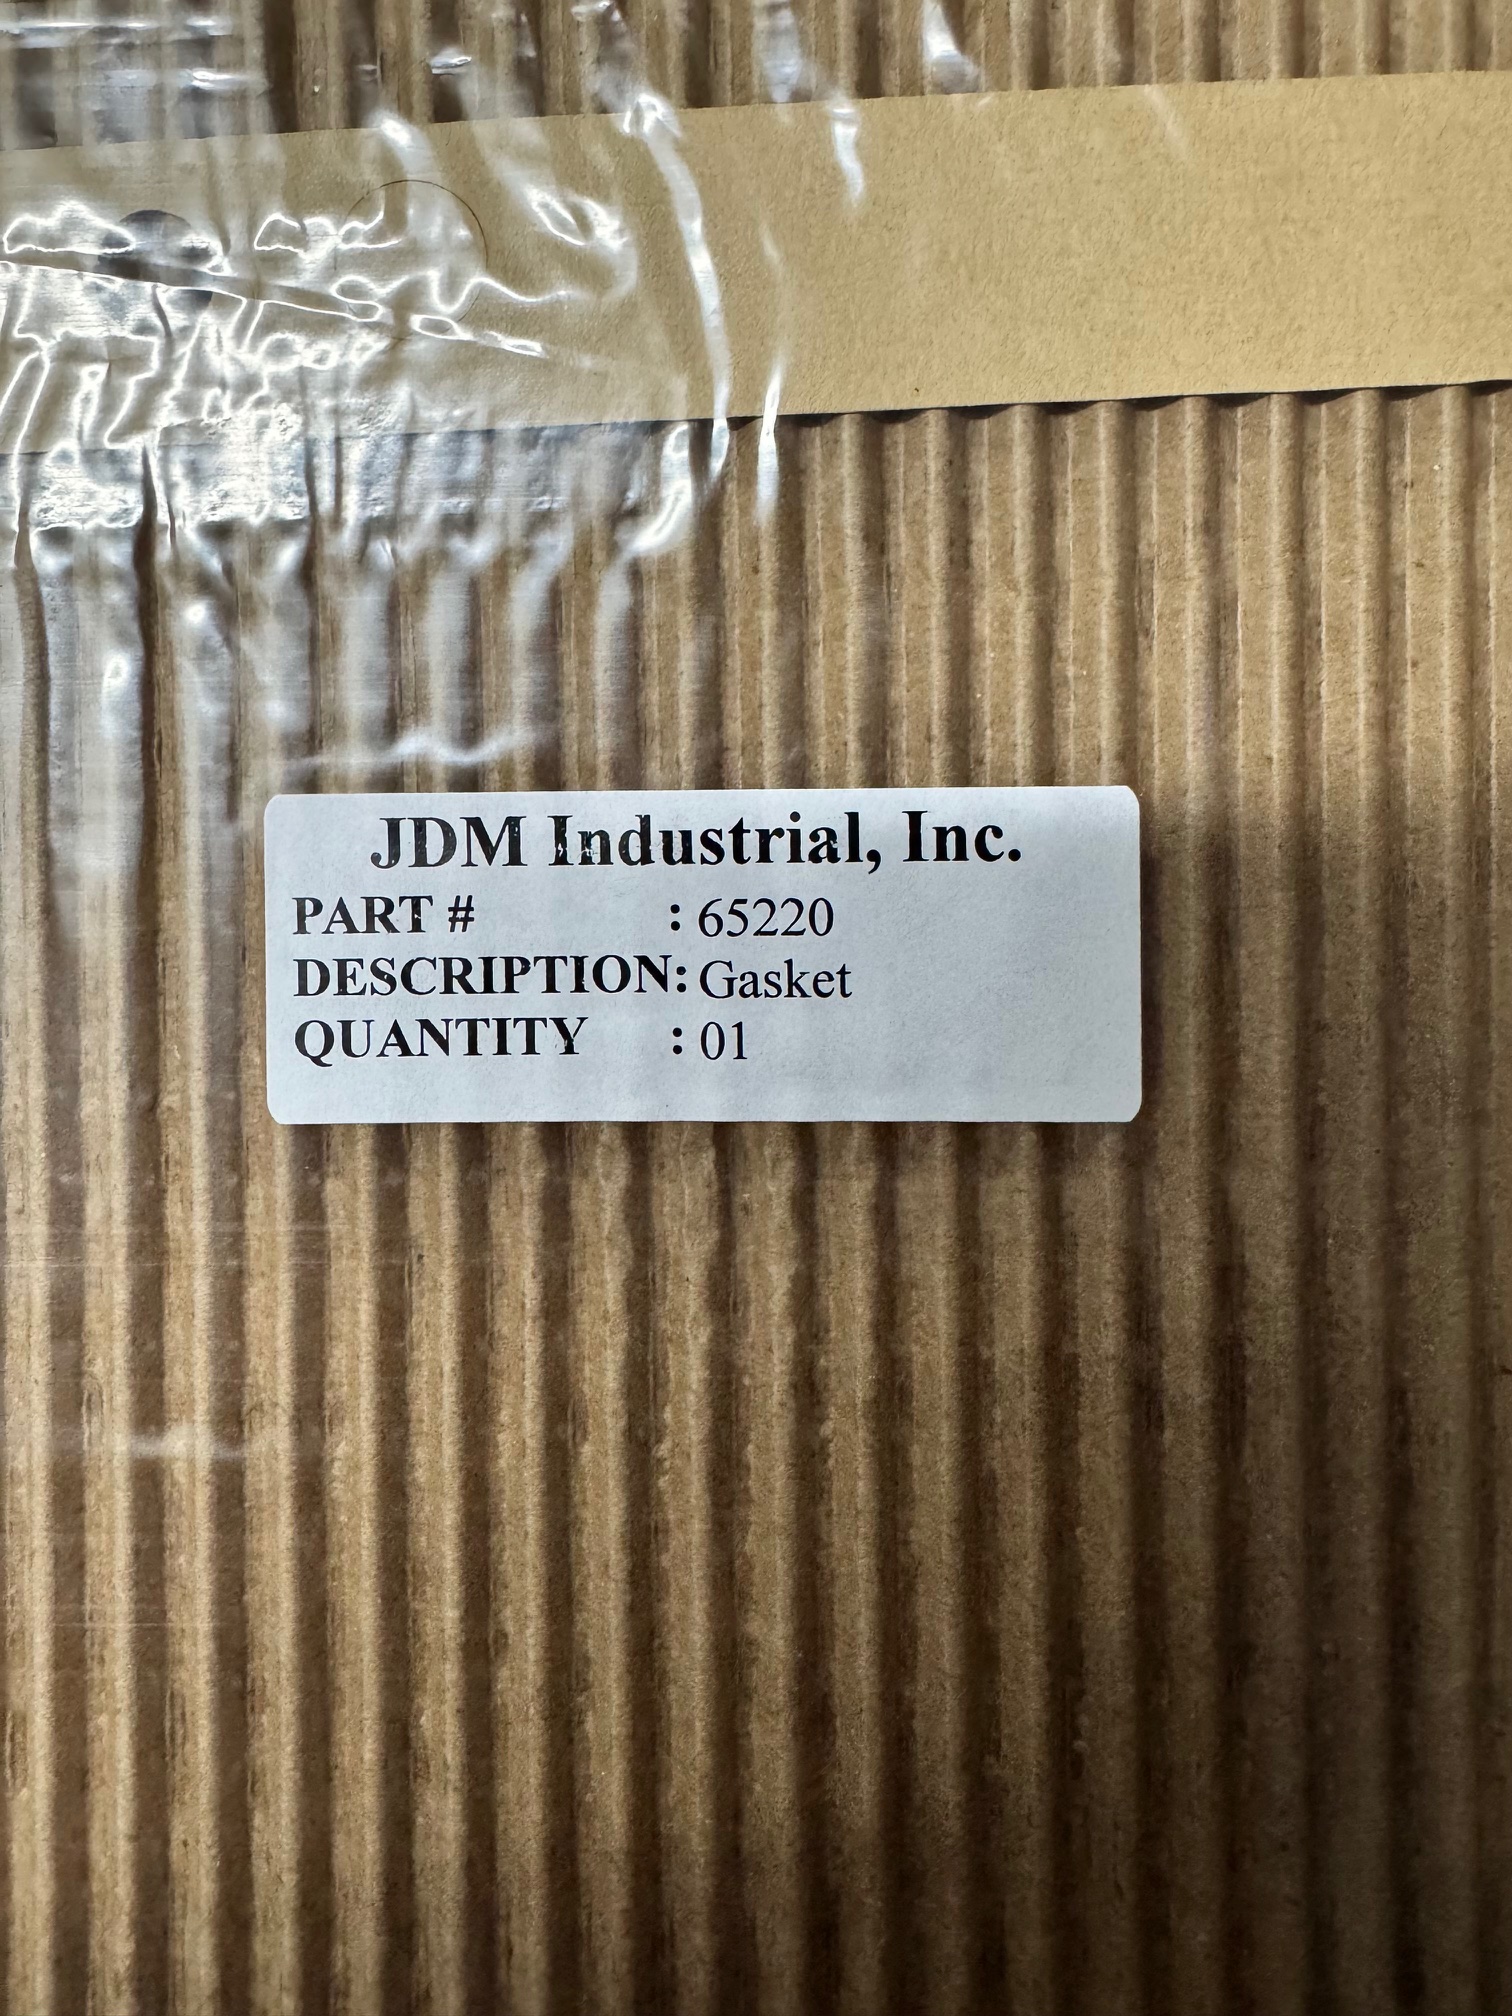 JDM Industrial, Inc.
PART # : 65220
DESCRIPTION: Gasket
QUANTITY : 01